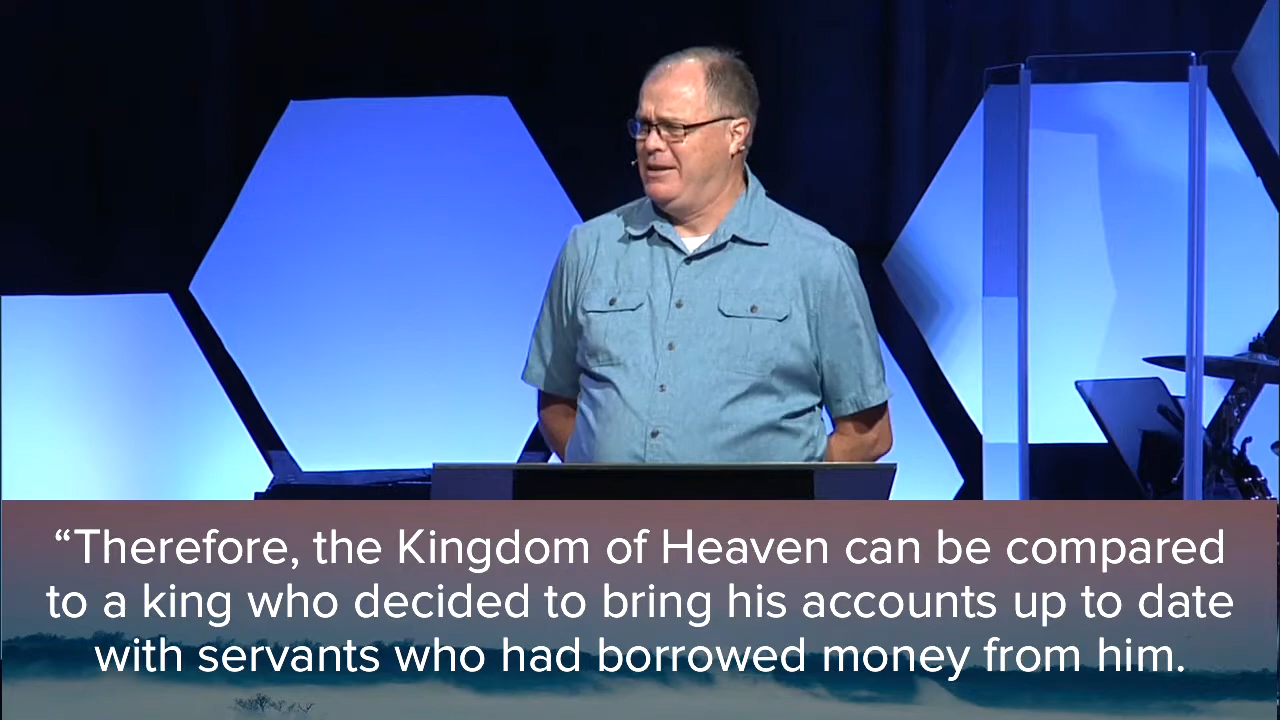 “Therefore, the Kingdom of Heaven can be compared
to a king who decided to bring his accounts up to date
with servants who had borrowed money from him.